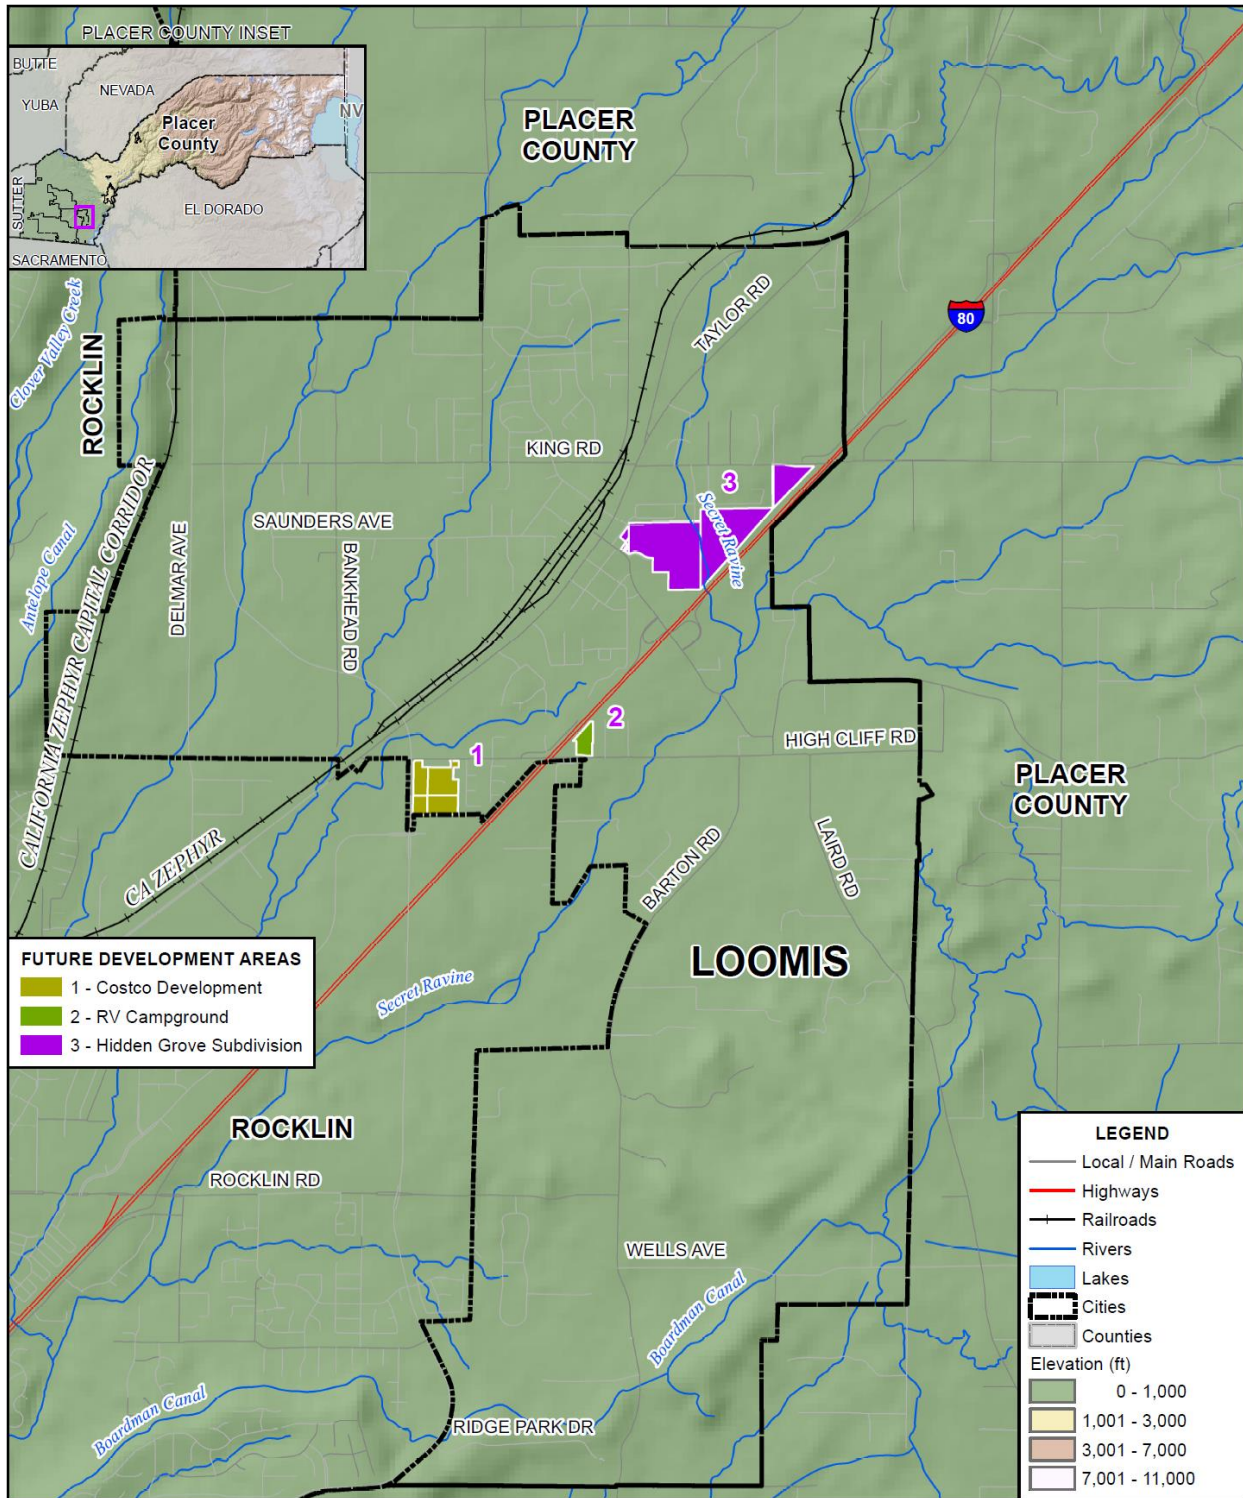 PLACER COUNTY INSET
BUTTE
NEVADA
YUBA
NV
Placer
County
SUTTER
EL DORADO
SACRAMENTO
PLACER
COUNTY
TAYLOR RD
80
Clover Valley Creek
ROCKLIN
KING RD
3
Secret Ravine
SAUNDERS AVE
Antelope Canal
CALIFORNIA ZEPHYR CAPITAL CORRIDOR
DELMAR AVE
BANKHEAD RD
2
1
HIGH CLIFF RD
PLACER
COUNTY
CA ZEPHYR
BARTON RD
LAIRD RD
LOOMIS
FUTURE DEVELOPMENT AREAS
1 - Costco Development
2 - RV Campground
3 - Hidden Grove Subdivision
Secret Ravine
ROCKLIN
ROCKLIN RD
WELLS AVE
Boardman Canal
Boardman Canal
RIDGE PARK DR
LEGEND
Local / Main Roads
Highways
Railroads
Rivers
Lakes
Cities
Counties
Elevation (ft)
0 - 1,000
1,001 - 3,000
3,001 - 7,000
7,001 - 11,000